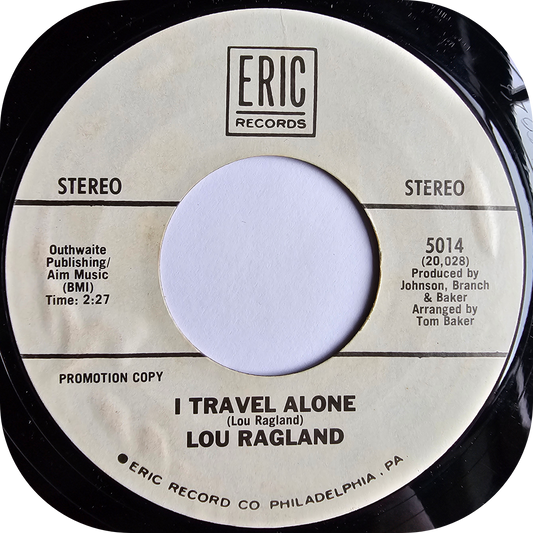 ERIC
RECORDS
STEREO
STEREO
Outhwaite
Publishing/
Aim Music
(BMI)
Time: 2:27
5014
(20,028)
Produced by
Johnson, Branch
& Baker
Arranged by
Tom Baker
PROMOTION COPY
I TRAVEL ALONE
(Lou Ragland)
LOU RAGLAND
●ERIC RECORD CO PHILADELPHIA, PA.